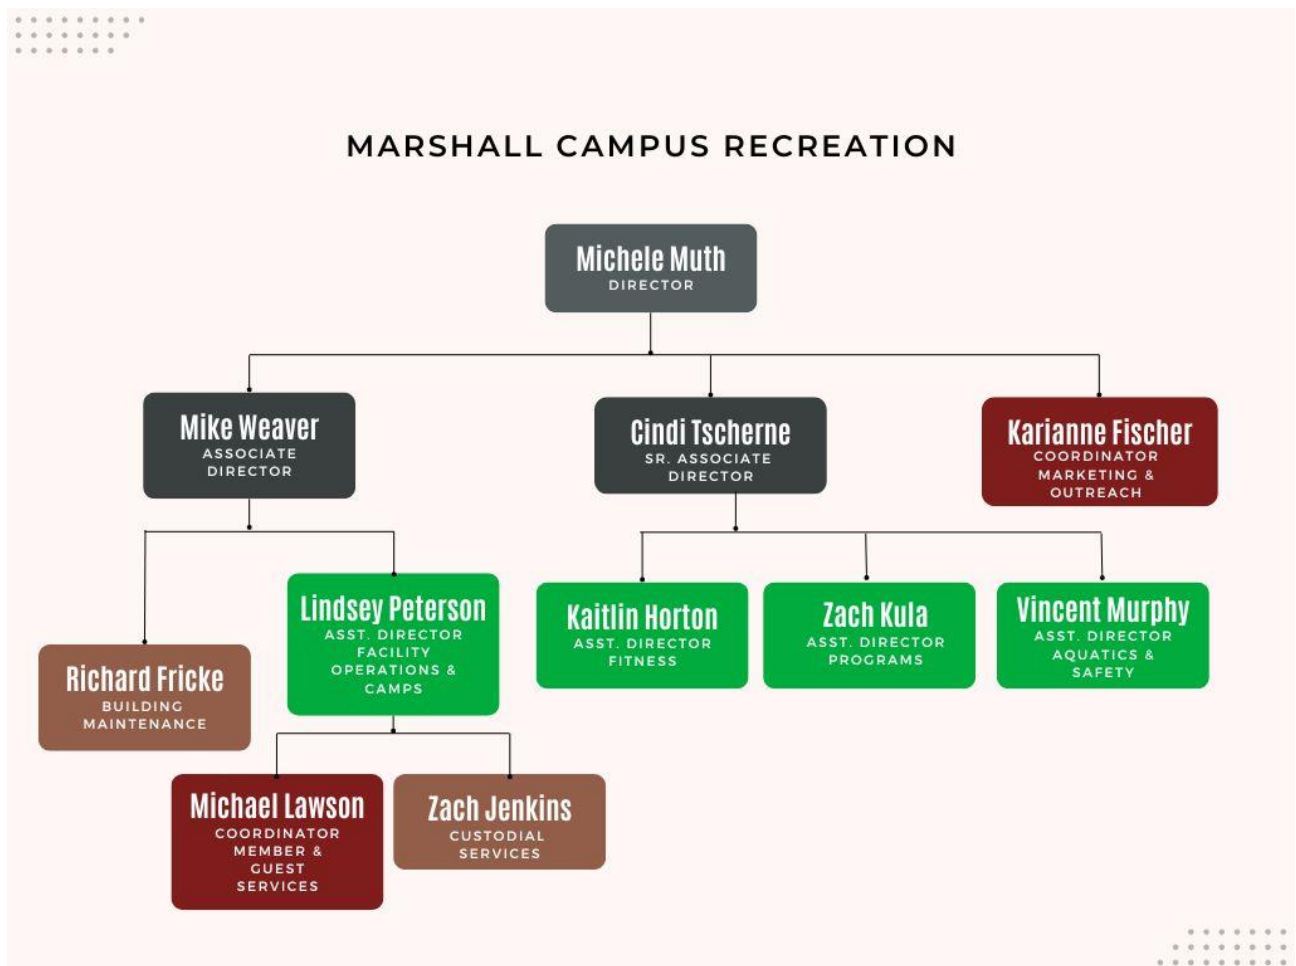 MARSHALL CAMPUS RECREATION
Michele Muth
DIRECTOR
Mike Weaver
ASSOCIATE
DIRECTOR
Cindi Tscherne
SR. ASSOCIATE
DIRECTOR
Karianne Fischer
COORDINATOR
MARKETING &
OUTREACH
Richard Fricke
BUILDING
MAINTENANCE
Lindsey Peterson
ASST. DIRECTOR
FACILITY
OPERATIONS &
CAMPS
Kaitlin Horton
ASST. DIRECTOR
FITNESS
Zach Kula
ASST. DIRECTOR
PROGRAMS
Vincent Murphy
ASST. DIRECTOR
AQUATICS &
SAFETY
Michael Lawson
COORDINATOR
MEMBER &
GUEST
SERVICES
Zach Jenkins
CUSTODIAL
SERVICES